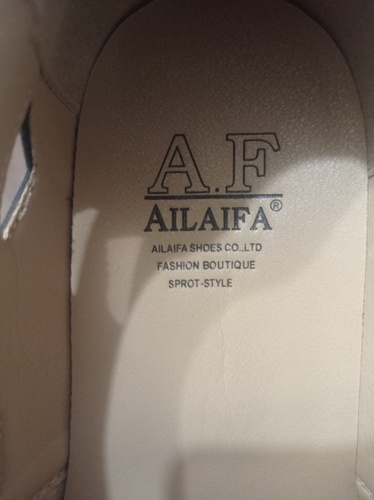 A.F
AILAIFA®
AILAIFA SHOES CO.,LTD
FASHION BOUTIQUE
SPROT-STYLE